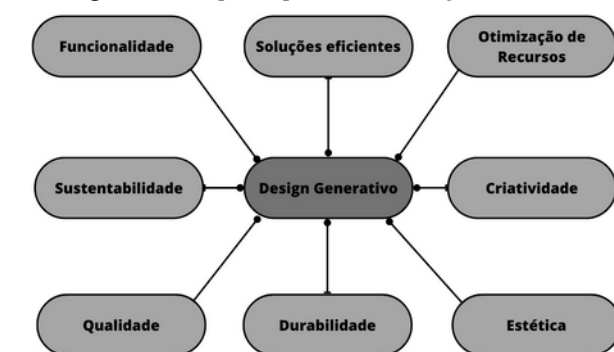 Funcionalidade
Soluções eficientes
Otimização de
Recursos
Sustentabilidade
Design Generativo
Criatividade
Qualidade
Durabilidade
Estética